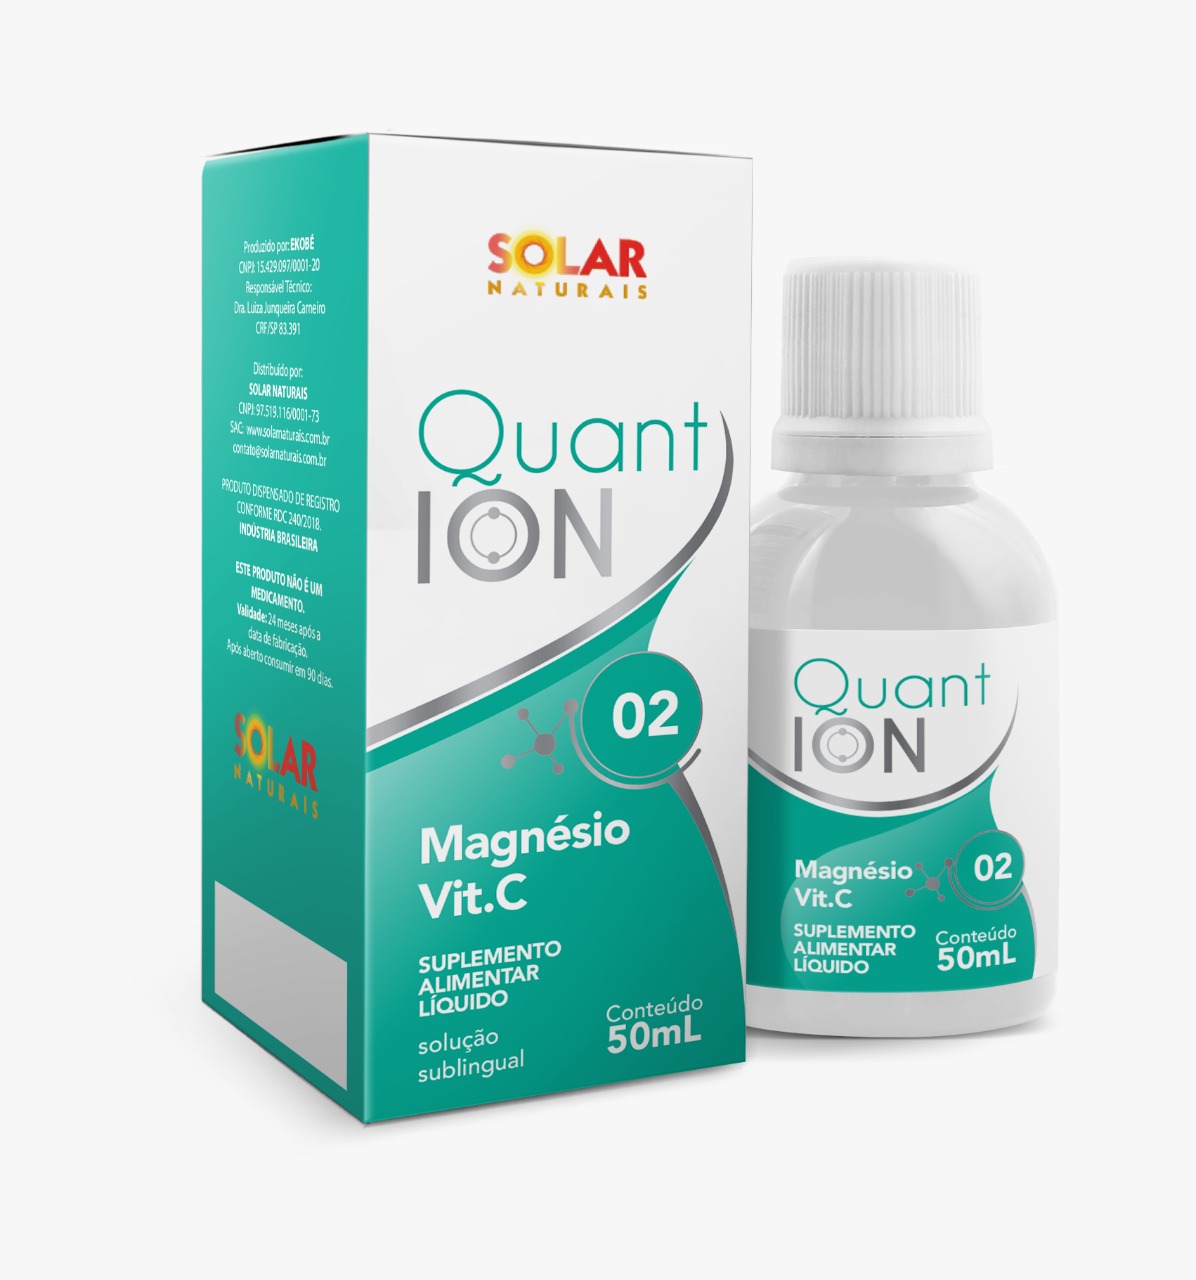 Produzido por: EKOBÉ
CNPJ: 15.429.097/0001-20
Responsável Técnico:
Dra. Luiza Junqueira Carneiro
CRF/SP 83.391
Distribuído por:
SOLAR NATURAIS
CNPJ: 97.519.116/0001-73
SAC: www.solarnaturais.com.br
contato@solarnaturais.com.br
PRODUTO DISPENSADO DE REGISTRO
CONFORME RDC 240/2018.
INDÚSTRIA BRASILEIRA
ESTE PRODUTO NÃO É UM
MEDICAMENTO.
Validade: 24 meses após a
data de fabricação.
Após aberto consumir em 90 dias.
SOLAR
NATURAIS
SOLAR
NATURAIS
Quant
ION
02
Magnésio
Vit.C
SUPLEMENTO
ALIMENTAR
LÍQUIDO
solução
sublingual
Conteúdo
50mL
Quant
ION
Magnésio
Vit.C
02
SUPLEMENTO
ALIMENTAR
LÍQUIDO
Conteúdo
50mL